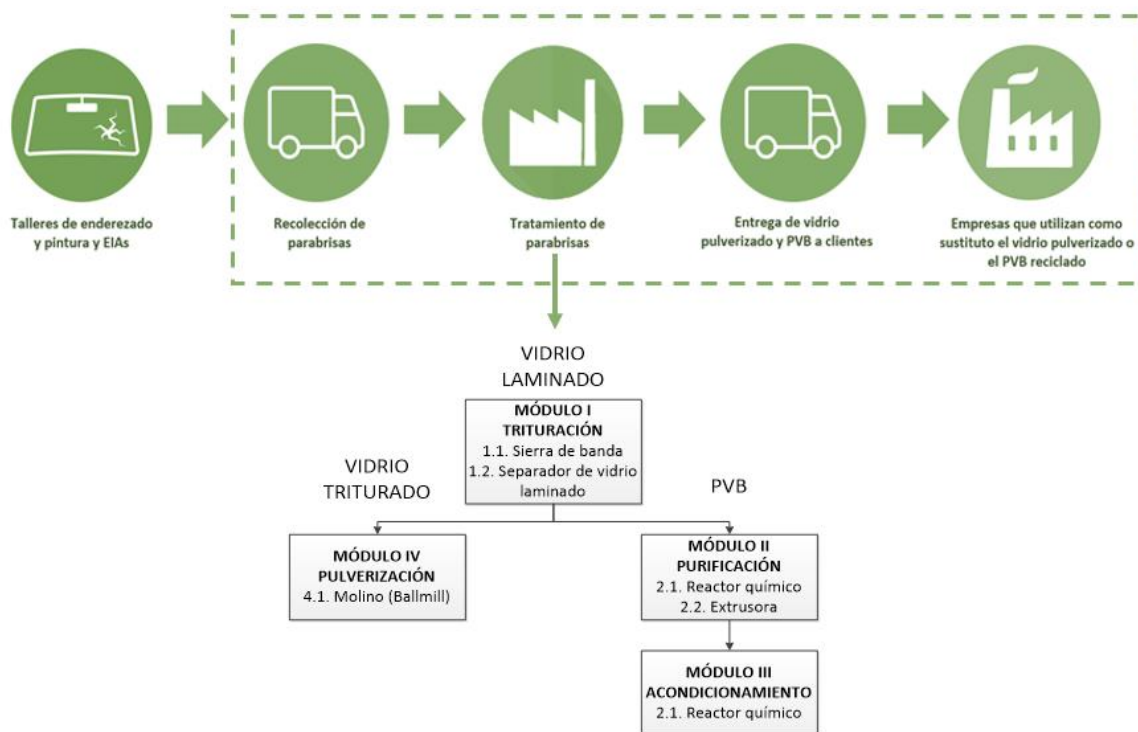 Talleres de enderezado
y pintura y EIAs
Recolección de
parabrisas
Tratamiento de
parabrisas
Entrega de vidrio
pulverizado y PVB a clientes
Empresas que utilizan como
sustituto el vidrio pulverizado o
el PVB reciclado
VIDRIO
LAMINADO
MÓDULO I
TRITURACIÓN
1.1. Sierra de banda
1.2. Separador de vidrio
laminado
VIDRIO
TRITURADO
PVB
MÓDULO IV
PULVERIZACIÓN
4.1. Molino (Ballmill)
MÓDULO II
PURIFICACIÓN
2.1. Reactor químico
2.2. Extrusora
MÓDULO III
ACONDICIONAMIENTO
2.1. Reactor químico